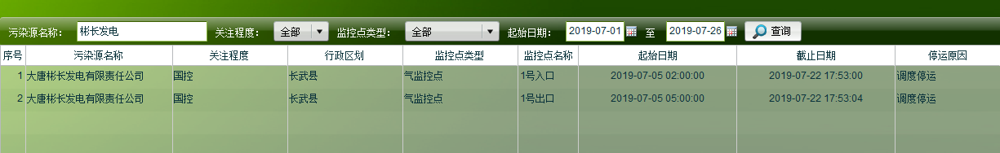 污染源名称： 彬长发电 关注程度： 全部 监控点类型： 全部 起始日期： 2019-07-01 至 2019-07-26 查询
序号 污染源名称 关注程度 行政区划 监控点类型 监控点名称 起始日期 截止日期 停运原因
1 大唐彬长发电有限责任公司 国控 长武县 气监控点 1号入口 2019-07-05 02:00:00 2019-07-22 17:53:00 调度停运
2 大唐彬长发电有限责任公司 国控 长武县 气监控点 1号出口 2019-07-05 05:00:00 2019-07-22 17:53:04 调度停运